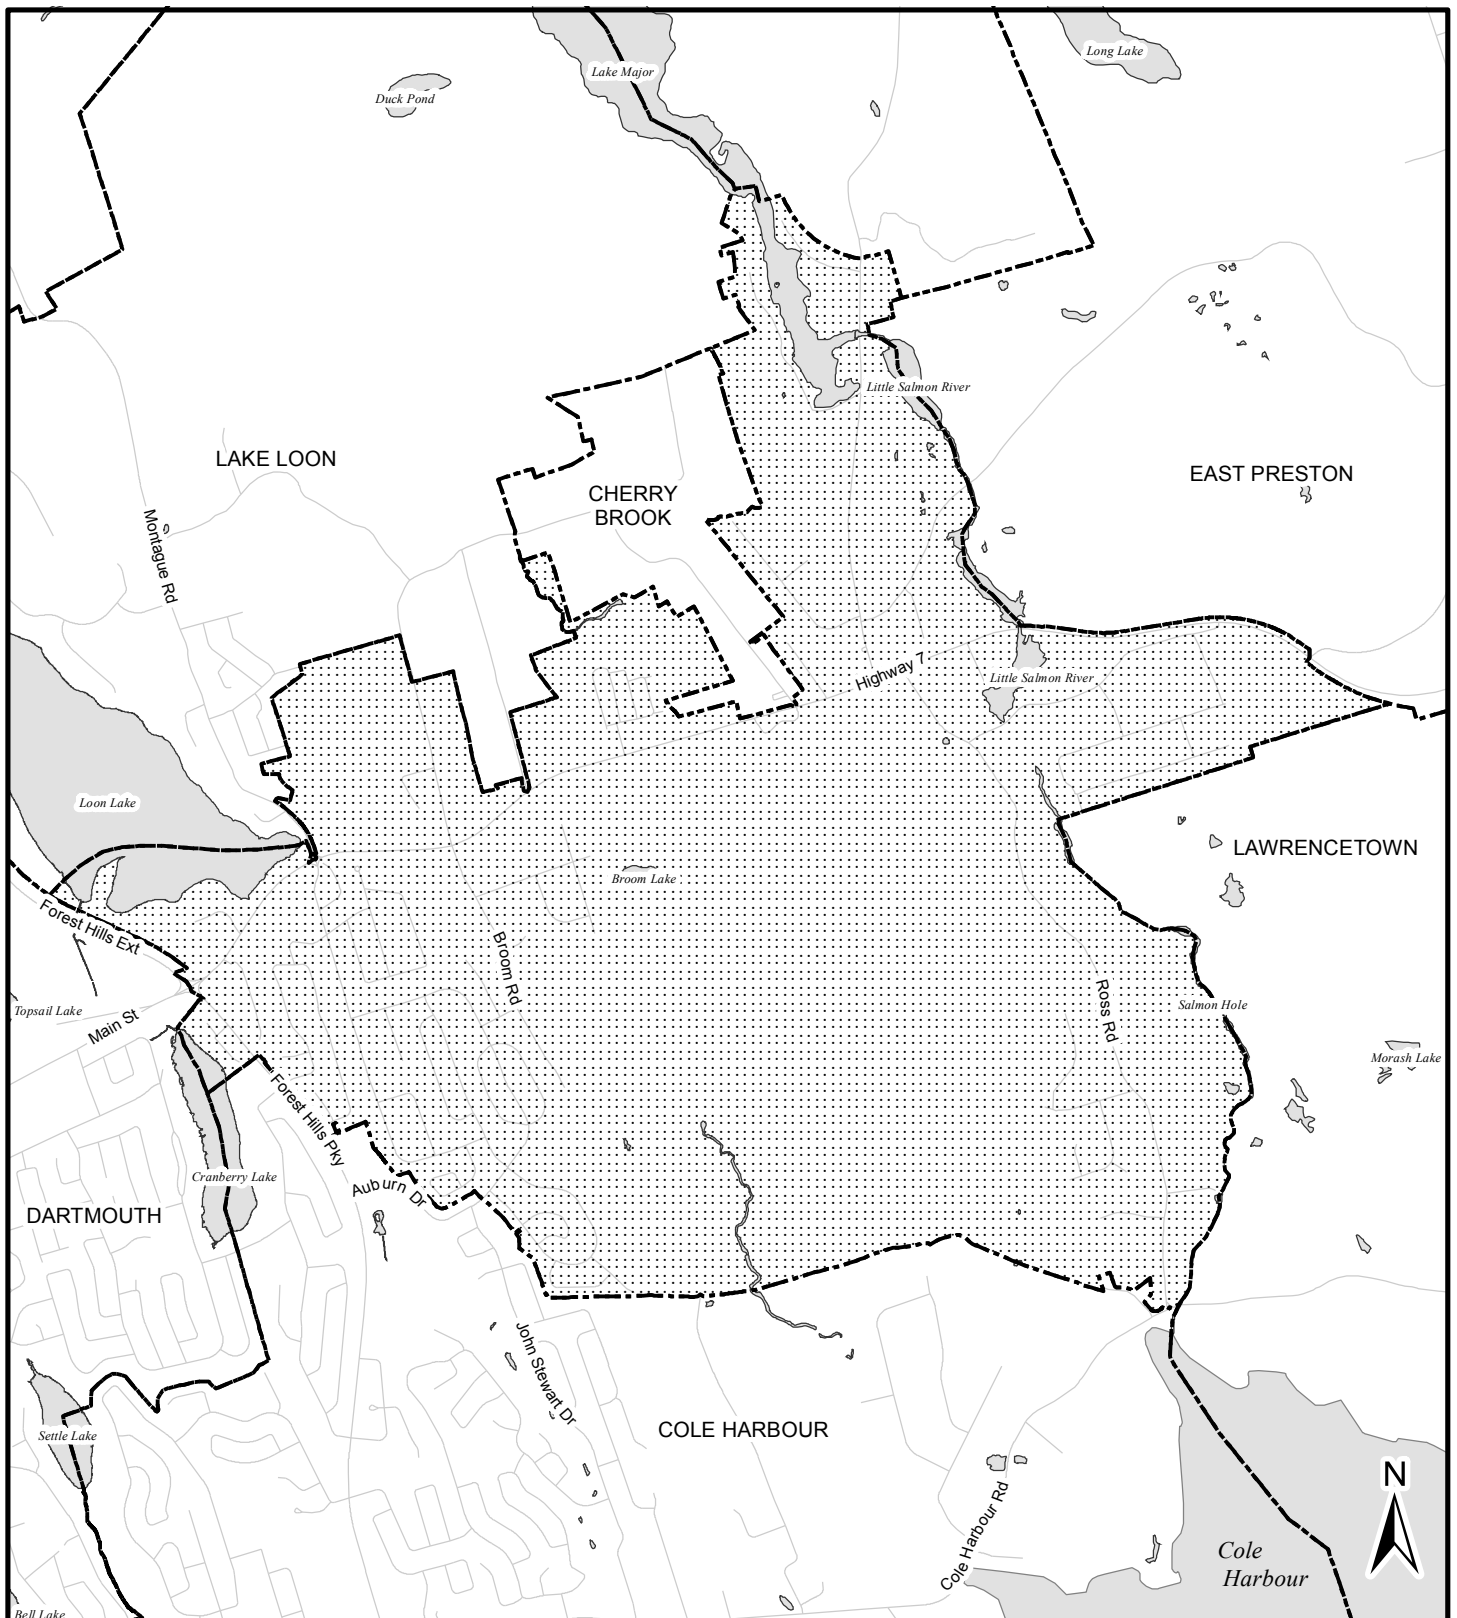 Long Lake
Lake Major
Duck Pond
Little Salmon River
LAKE LOON
EAST PRESTON
CHERRY
BROOK
Montague Rd
Highway 7
Little Salmon River
Loon Lake
LAWRENCETOWN
Broom Lake
Forest Hills Ext
Broom Rd
Ross Rd
Salmon Hole
Topsail Lake
Main St
Morash Lake
Forest Hills Pky
Cranberry Lake
Auburn Dr
DARTMOUTH
John Stewart Dr
COLE HARBOUR
Settle Lake
N
Cole Harbour Rd
Cole
Harbour
Bell Lake